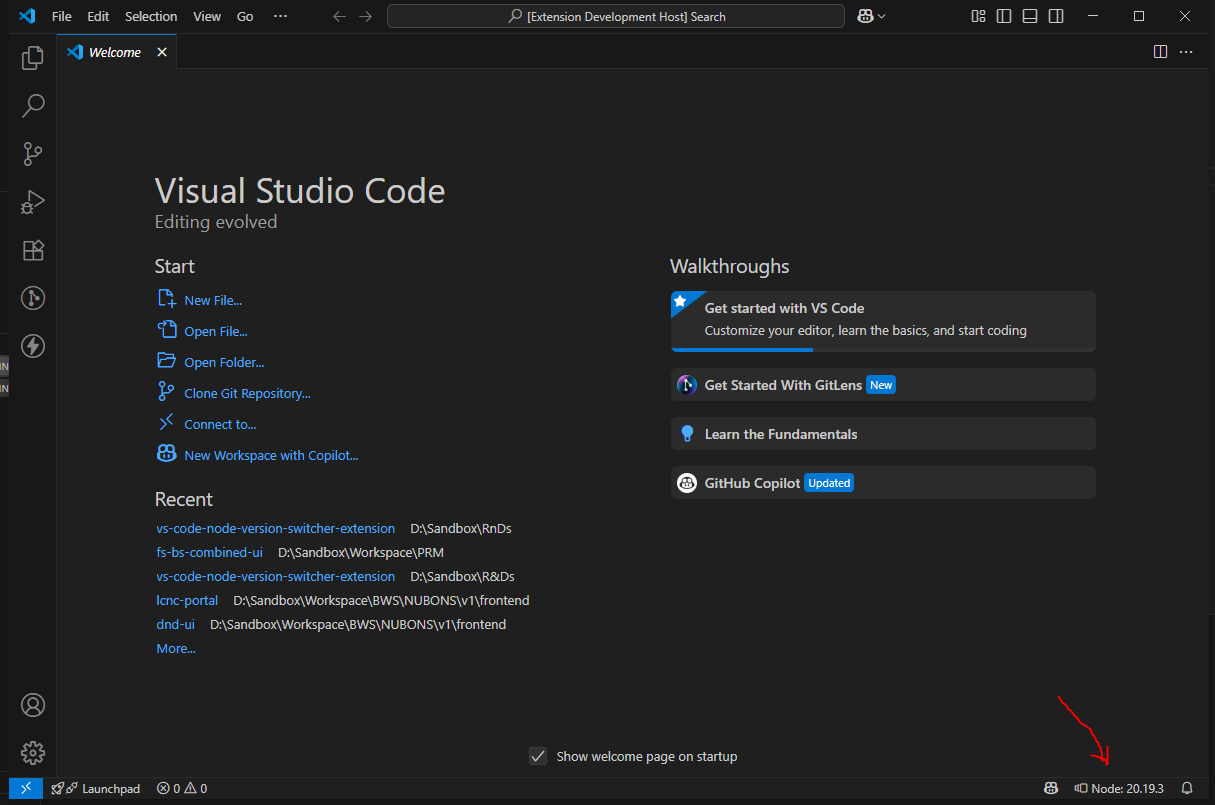 File Edit Selection View Go ··· [Extension Development Host] Search
Welcome
Visual Studio Code
Editing evolved
Start
New File...
Open File...
Open Folder...
Clone Git Repository...
Connect to...
New Workspace with Copilot...
Recent
vs-code-node-version-switcher-extension D:\Sandbox\RnDs
fs-bs-combined-ui D:\Sandbox\Workspace\PRM
vs-code-node-version-switcher-extension D:\Sandbox\R&Ds
lcnc-portal D:\Sandbox\Workspace\BWS\NUBONS\v1\frontend
dnd-ui D:\Sandbox\Workspace\BWS\NUBONS\v1\frontend
More...
Walkthroughs
Get started with VS Code
Customize your editor, learn the basics, and start coding
Get Started With GitLens New
Learn the Fundamentals
GitHub Copilot Updated
IN
IN
Show welcome page on startup
Launchpad 0 0 Node: 20.19.3